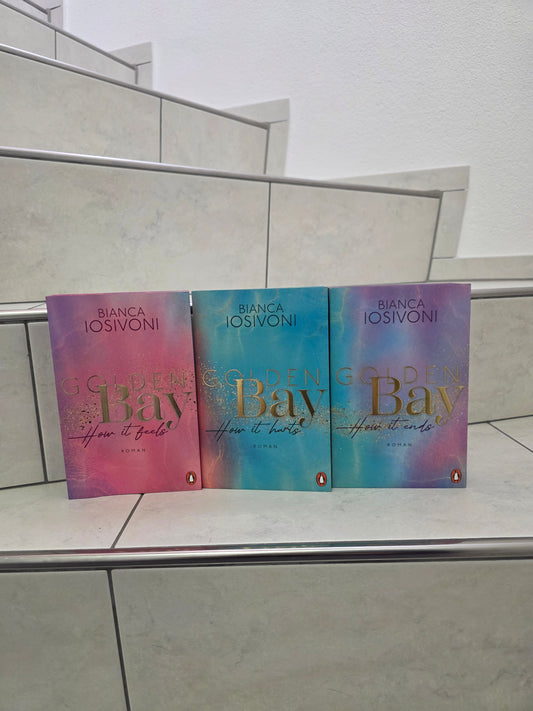 BIANCA
IOSIVONI
GOLDEN
Bay
How it feels
ROMAN
BIANCA
IOSIVONI
GOLDEN
Bay
How it hurts
ROMAN
BIANCA
IOSIVONI
GOLDEN
Bay
How it ends
ROMAN